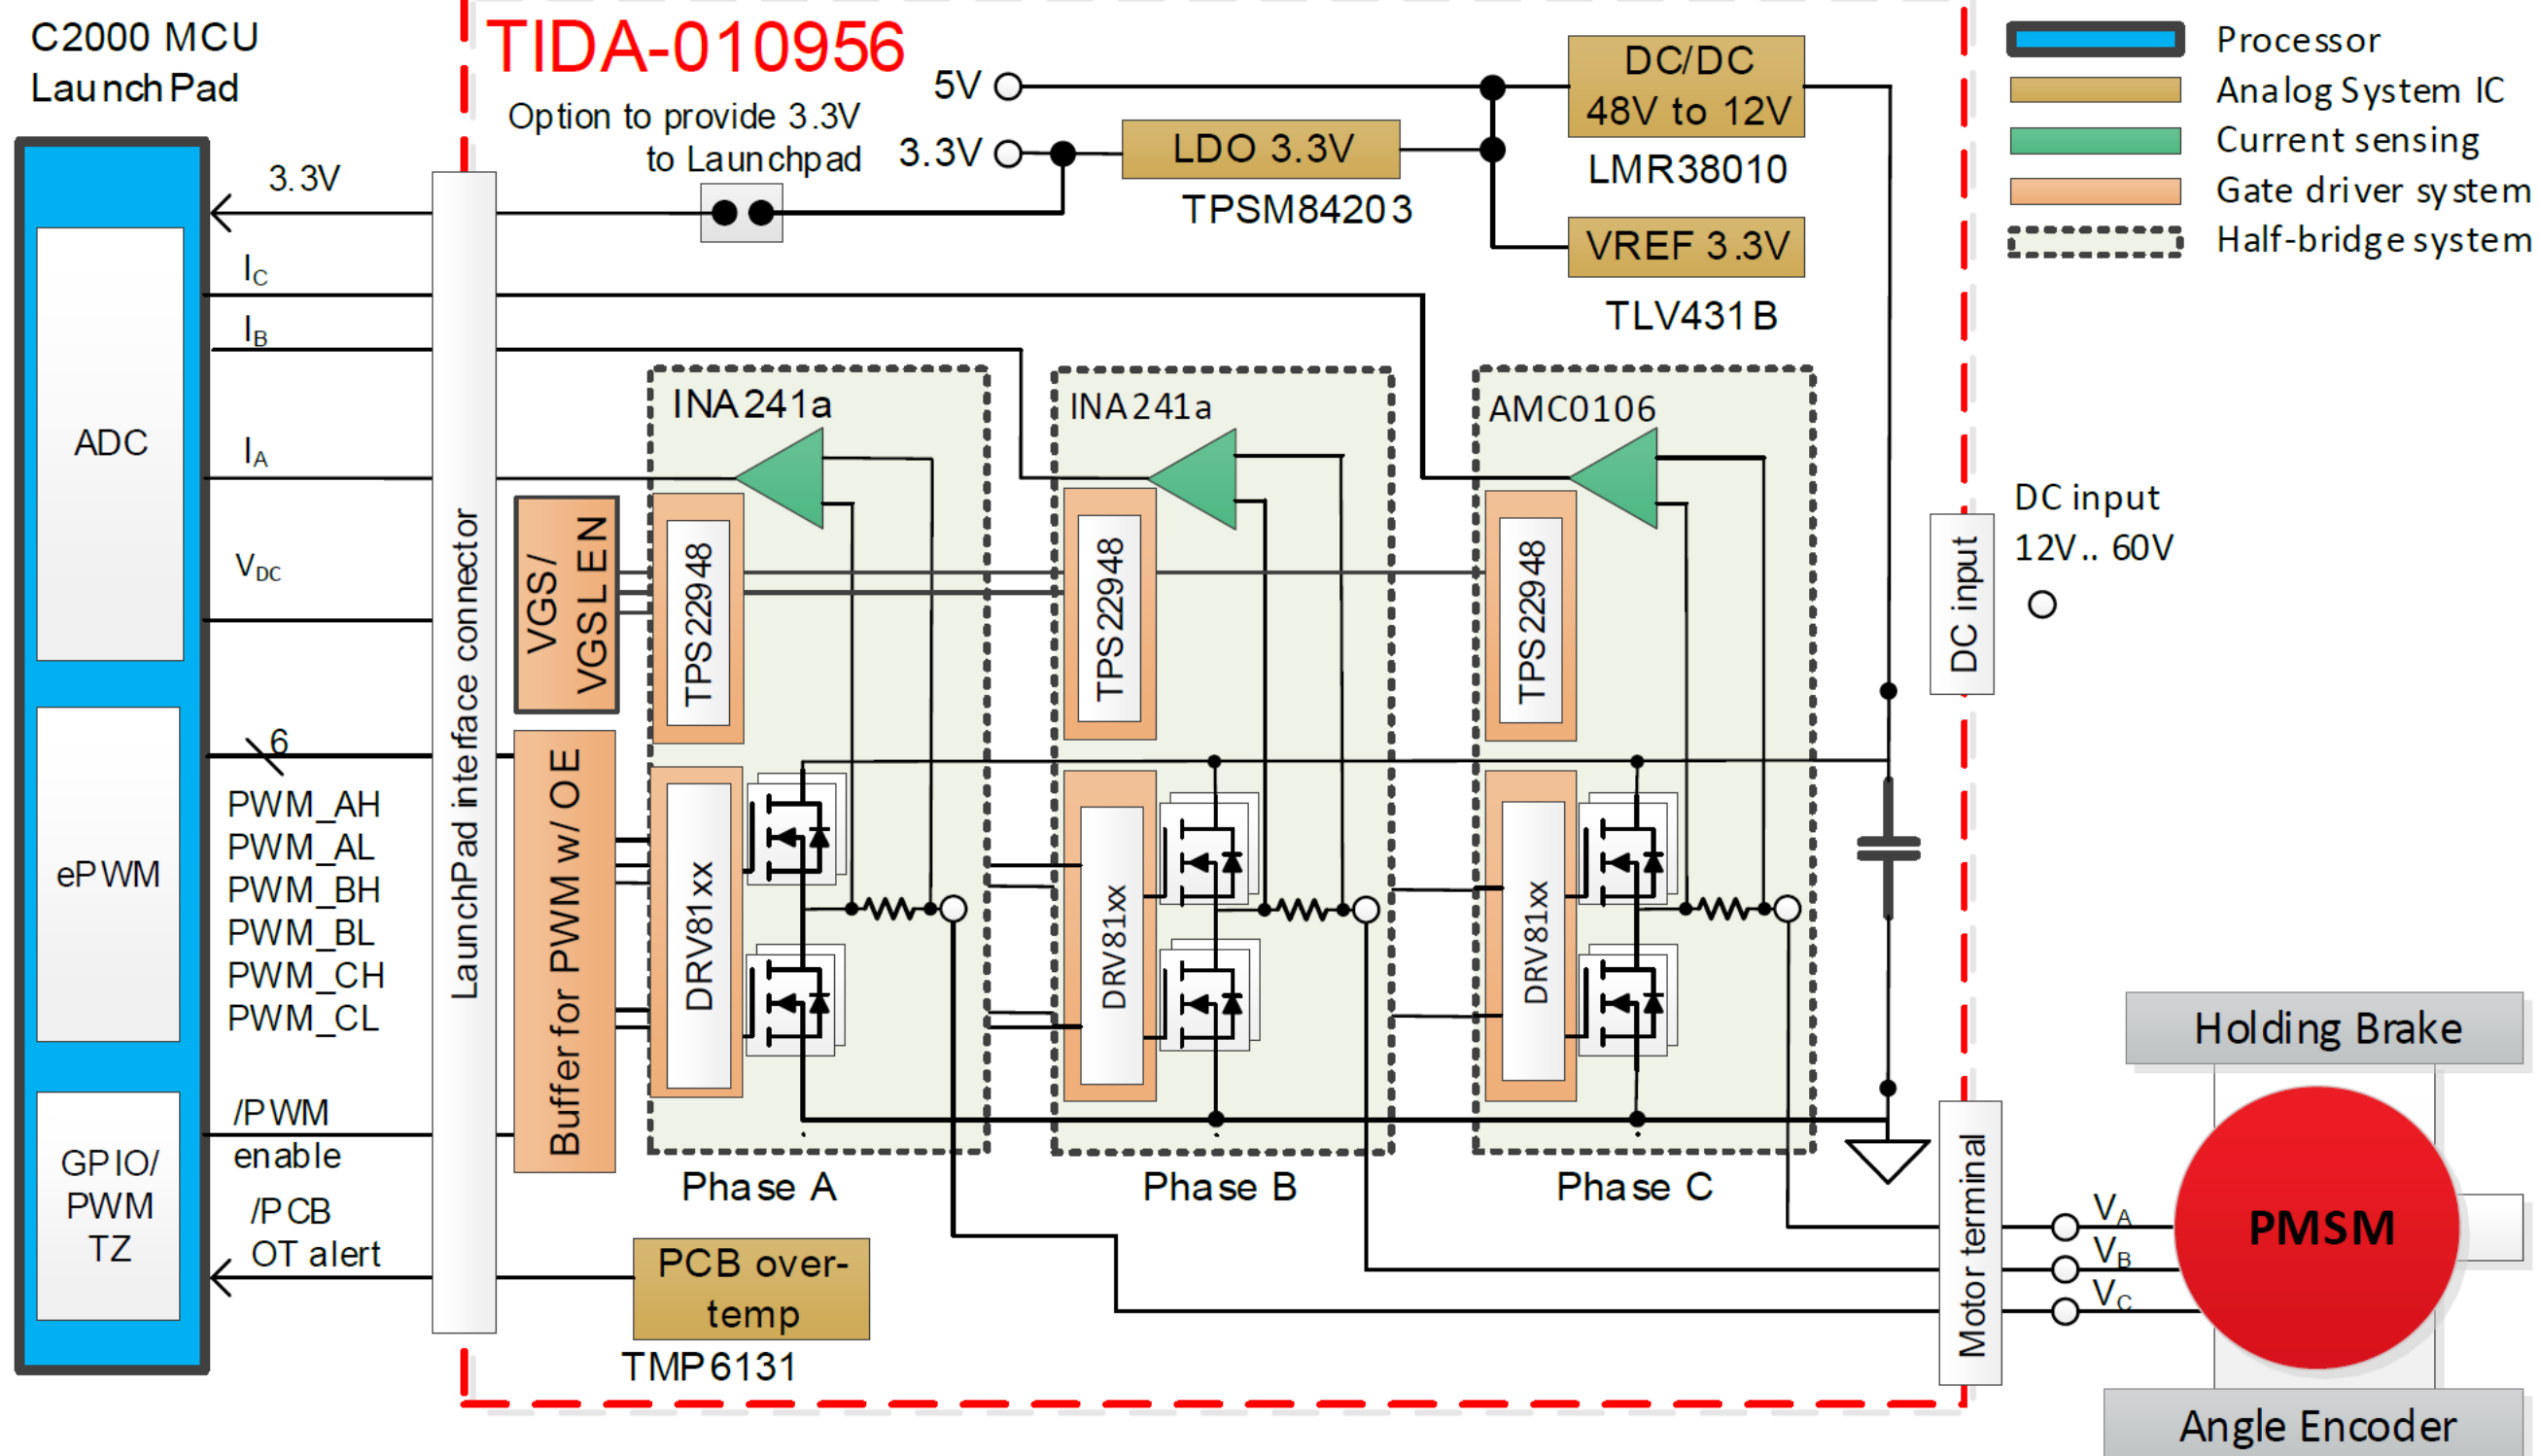 C2000 MCU
LaunchPad
TIDA-010956
Option to provide 3.3V
to Launchpad
5V
3.3V
LDO 3.3V
TPSM84203
DC/DC
48V to 12V
LMR38010
VREF 3.3V
TLV431B
Processor
Analog System IC
Current sensing
Gate driver system
Half-bridge system
3.3V
IC
IB
IA
VDC
ADC
ePWM
GPIO/
PWM
TZ
6
PWM_AH
PWM_AL
PWM_BH
PWM_BL
PWM_CH
PWM_CL
/PWM
enable
/PCB
OT alert
LaunchPad interface connector
VGS/
VGSLEN
Buffer for PWM w/ OE
INA241a
TPS22948
DRV81xx
Phase A
INA241a
TPS22948
DRV81xx
Phase B
AMC0106
TPS22948
DRV81xx
Phase C
PCB over-
temp
TMP6131
DC input
DC input
12V.. 60V
Motor terminal
VA
VB
VC
Holding Brake
PMSM
Angle Encoder